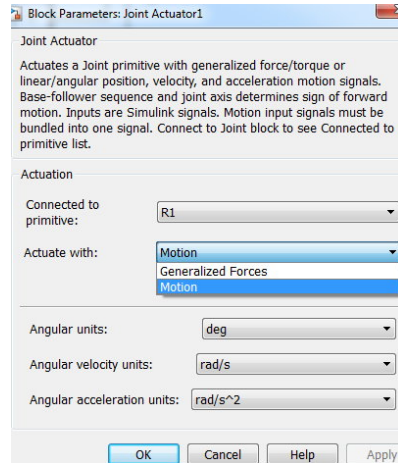 Block Parameters: Joint Actuator1
Joint Actuator
Actuates a Joint primitive with generalized force/torque or
linear/angular position, velocity, and acceleration motion signals.
Base-follower sequence and joint axis determines sign of forward
motion. Inputs are Simulink signals. Motion input signals must be
bundled into one signal. Connect to Joint block to see Connected to
primitive list.
Actuation
Connected to
primitive:
R1
Actuate with:
Motion
Generalized Forces
Motion
Angular units:
deg
Angular velocity units:
rad/s
Angular acceleration units:
rad/s^2
OK
Cancel
Help
Apply